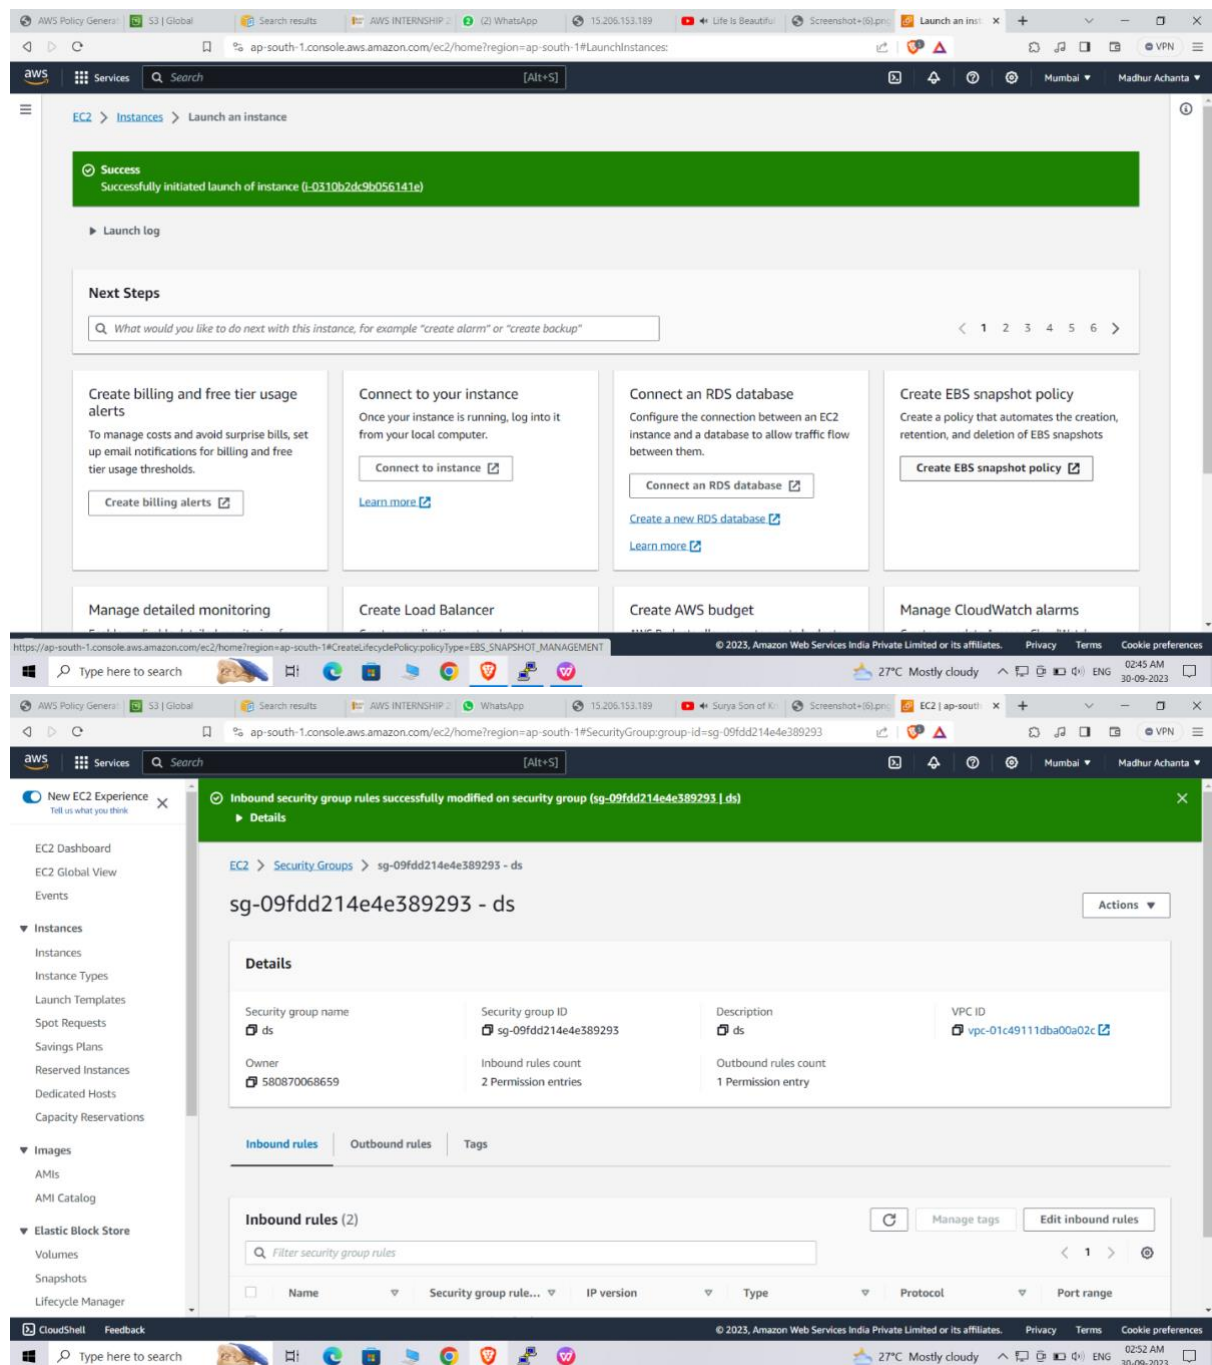 AWS Policy Genera
S3 | Global
Search results
AWS INTERNSHIP 2
(2) WhatsApp
15.206.153.189
Life Is Beautiful
Screenshot+(6).pn
Launch an inst
ap-south-1.console.aws.amazon.com/ec2/home?region=ap-south-1#LaunchInstances:
VPN
aws
Services
Search
[Alt+S]
Mumbai
Madhur Achanta
EC2 > Instances > Launch an instance
Success
Successfully initiated launch of instance (i-0310b2dc9b056141e)
Launch log
Next Steps
What would you like to do next with this instance, for example "create alarm" or "create backup"
< 1 2 3 4 5 6 >
Create billing and free tier usage
alerts
To manage costs and avoid surprise bills, set
up email notifications for billing and free
tier usage thresholds.
Create billing alerts
Connect to your instance
Once your instance is running, log into it
from your local computer.
Connect to instance
Learn more
Connect an RDS database
Configure the connection between an EC2
instance and a database to allow traffic flow
between them.
Connect an RDS database
Create a new RDS database
Learn more
Create EBS snapshot policy
Create a policy that automates the creation,
retention, and deletion of EBS snapshots
Create EBS snapshot policy
Manage detailed monitoring
Create Load Balancer
Create AWS budget
Manage CloudWatch alarms
https://ap-south-1.console.aws.amazon.com/ec2/home?region=ap-south-1#CreateLifecyclePolicy:policyType=EBS_SNAPSHOT_MANAGEMENT
© 2023, Amazon Web Services India Private Limited or its affiliates.
Privacy
Terms
Cookie preferences
Type here to search
27°C Mostly cloudy
ENG
02:45 AM
30-09-2023
AWS Policy Genera
S3 | Global
Search results
AWS INTERNSHIP 2
WhatsApp
15.206.153.189
Surya Son of Kr
Screenshot+(6).pn
EC2 | ap-south
ap-south-1.console.aws.amazon.com/ec2/home?region=ap-south-1#SecurityGroup:group-id=sg-09fdd214e4e389293
VPN
aws
Services
Search
[Alt+S]
Mumbai
Madhur Achanta
New EC2 Experience
Tell us what you think
EC2 Dashboard
EC2 Global View
Events
Instances
Instances
Instance Types
Launch Templates
Spot Requests
Savings Plans
Reserved Instances
Dedicated Hosts
Capacity Reservations
Images
AMIs
AMI Catalog
Elastic Block Store
Volumes
Snapshots
Lifecycle Manager
Inbound security group rules successfully modified on security group (sg-09fdd214e4e389293 | ds)
Details
EC2 > Security Groups > sg-09fdd214e4e389293 - ds
sg-09fdd214e4e389293 - ds
Actions
Details
Security group name
ds
Security group ID
sg-09fdd214e4e389293
Description
ds
VPC ID
vpc-01c49111dba00a02c
Owner
580870068659
Inbound rules count
2 Permission entries
Outbound rules count
1 Permission entry
Inbound rules
Outbound rules
Tags
Inbound rules (2)
Manage tags
Edit inbound rules
Filter security group rules
< 1 >
Name
Security group rule...
IP version
Type
Protocol
Port range
CloudShell
Feedback
© 2023, Amazon Web Services India Private Limited or its affiliates.
Privacy
Terms
Cookie preferences
Type here to search
27°C Mostly cloudy
ENG
02:52 AM
30-09-2023